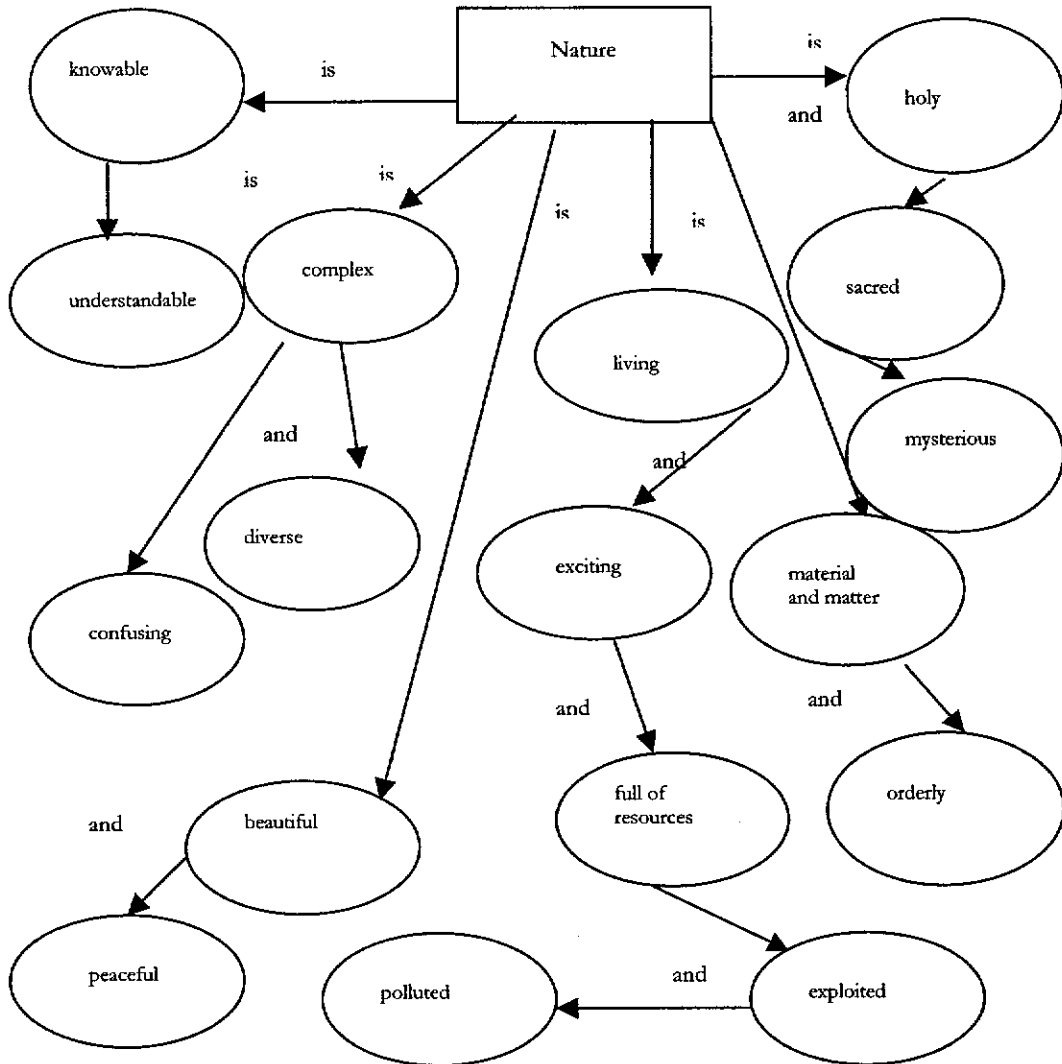 Nature
is
is
knowable
and
holy
is
is
is
is
complex
understandable
sacred
living
mysterious
and
and
diverse
exciting
material
and matter
confusing
and
and
full of
resources
orderly
and
beautiful
peaceful
polluted
and
exploited